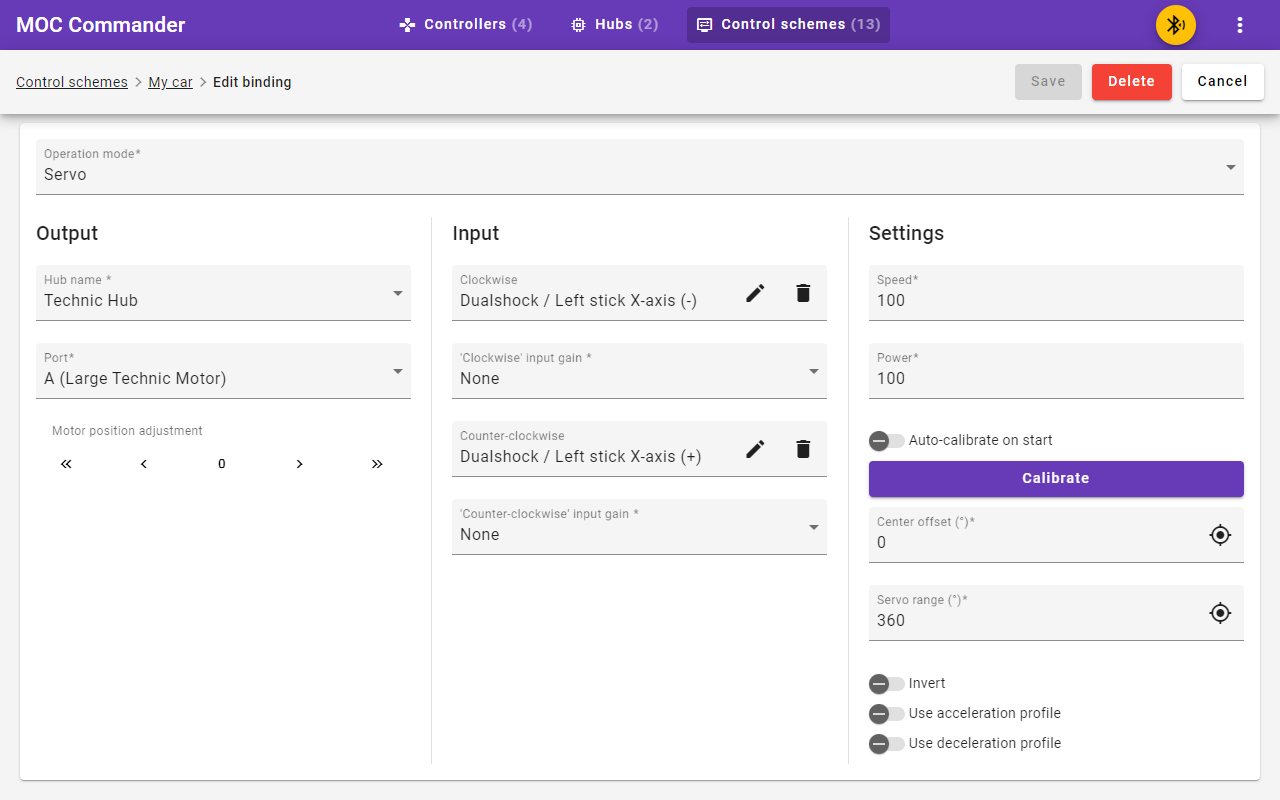 MOC Commander
Controllers (4)
Hubs (2)
Control schemes (13)
Control schemes > My car > Edit binding
Save
Delete
Cancel
Operation mode*
Servo
Output
Hub name *
Technic Hub
Port*
A (Large Technic Motor)
Motor position adjustment
0
Input
Clockwise
Dualshock / Left stick X-axis (-)
'Clockwise' input gain *
None
Counter-clockwise
Dualshock / Left stick X-axis (+)
'Counter-clockwise' input gain *
None
Settings
Speed*
100
Power*
100
Auto-calibrate on start
Calibrate
Center offset (°)*
0
Servo range (°)*
360
Invert
Use acceleration profile
Use deceleration profile